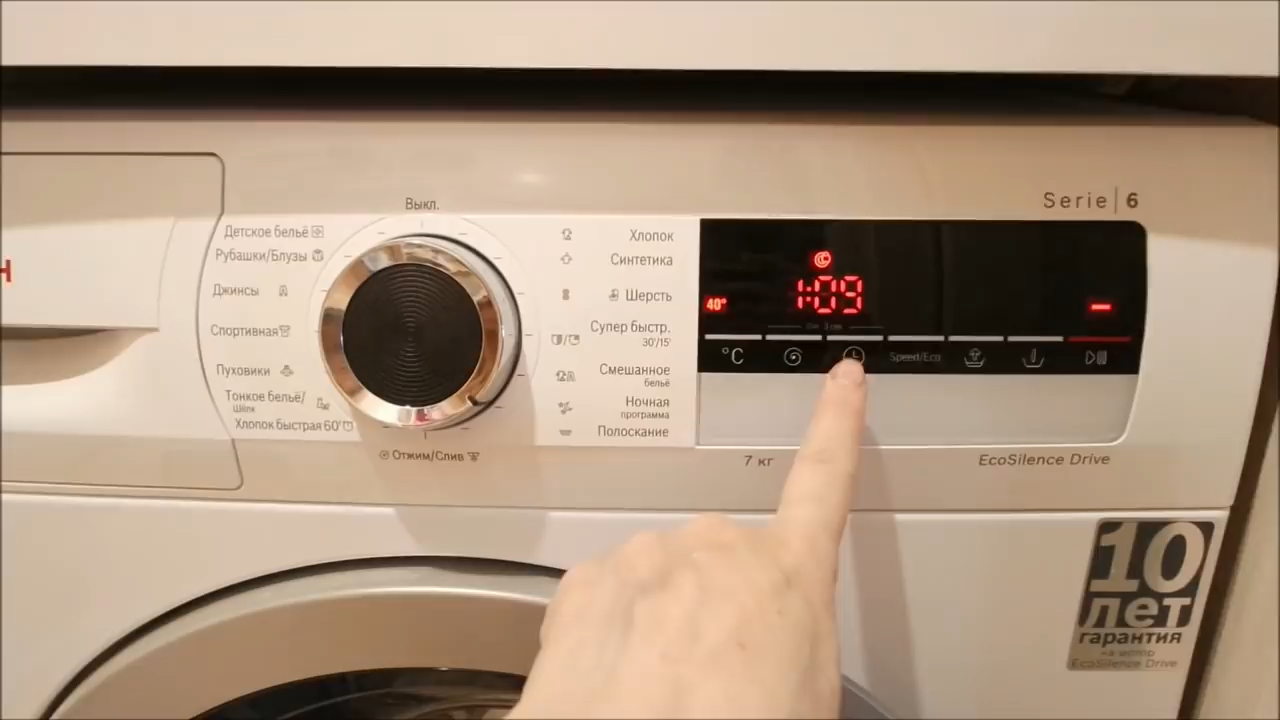 Serie | 6
Выкл.
Детское бельё
Рубашки/Блузы
Джинсы
Спортивная
Пуховики
Тонкое бельё/
Шёлк
Хлопок быстрая 60'
Отжим/Слив
Хлопок
Синтетика
Шерсть
Супер быстр.
30'/15'
Смешанное
бельё
Ночная
программа
Полоскание
40°
1:09
°C
Speed/Eco
7 кг
EcoSilence Drive
10
лет
гарантия
на мотор
EcoSilence Drive